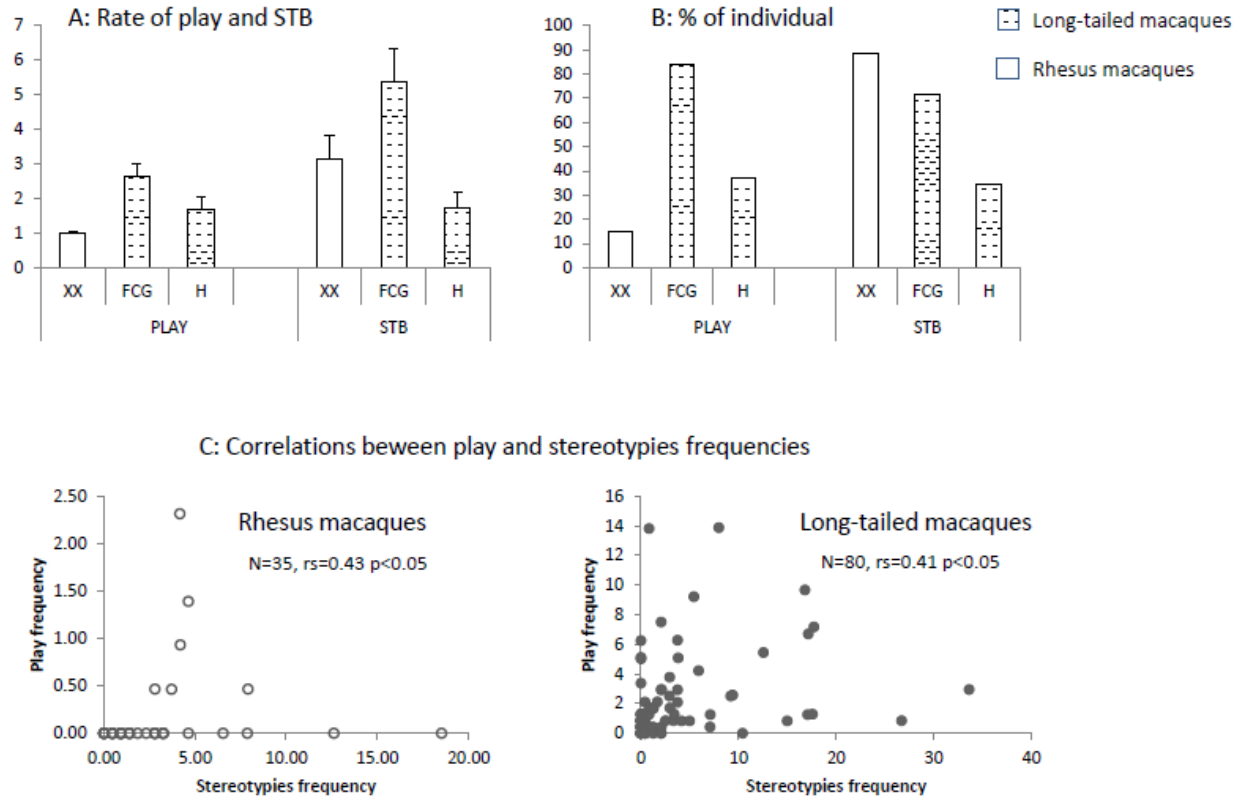 A: Rate of play and STB
7
6
5
4
3
2
1
0
XX FCG H XX FCG H
PLAY STB
B: % of individual
100
90
80
70
60
50
40
30
20
10
0
XX FCG H XX FCG H
PLAY STB
Long-tailed macaques
Rhesus macaques
C: Correlations beween play and stereotypies frequencies
Rhesus macaques
N=35, rs=0.43 p<0.05
Play frequency
2.50
2.00
1.50
1.00
0.50
0.00
0.00 5.00 10.00 15.00 20.00
Stereotypies frequency
Long-tailed macaques
N=80, rs=0.41 p<0.05
Play frequency
16
14
12
10
8
6
4
2
0
0 10 20 30 40
Stereotypies frequency